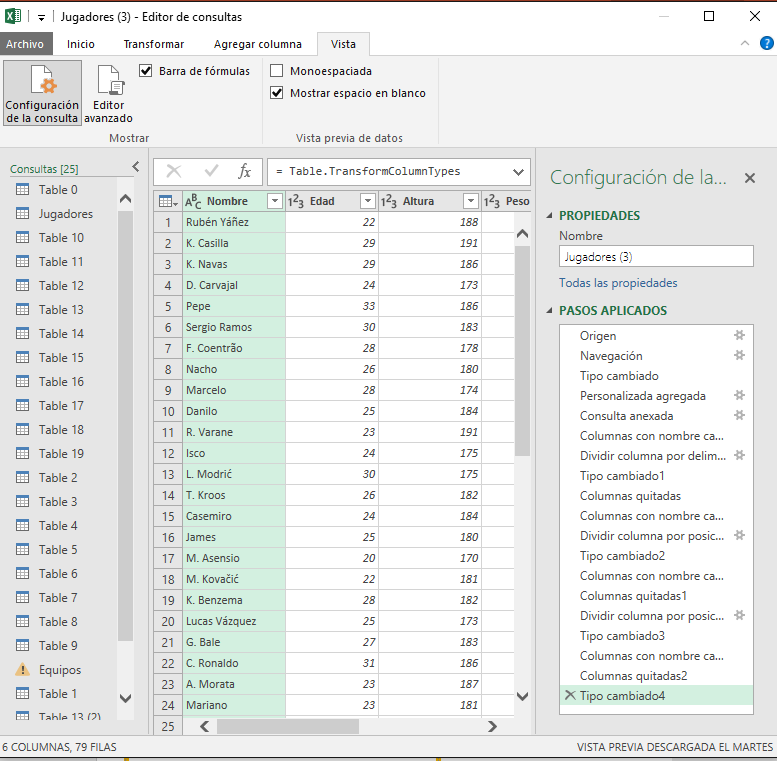 Jugadores (3) - Editor de consultas
Archivo Inicio Transformar Agregar columna Vista
Configuración de la consulta
Editor avanzado
Barra de fórmulas
Mostrar
Monoespaciada
Mostrar espacio en blanco
Vista previa de datos
Consultas [25]
Table 0
Jugadores
Table 10
Table 11
Table 12
Table 13
Table 14
Table 15
Table 16
Table 17
Table 18
Table 19
Table 2
Table 3
Table 4
Table 5
Table 6
Table 7
Table 8
Table 9
Equipos
Table 1
Table 13 (2)
fx = Table.TransformColumnTypes
ABC Nombre 123 Edad 123 Altura 123 Peso
1 Rubén Yáñez 22 188
2 K. Casilla 29 191
3 K. Navas 29 186
4 D. Carvajal 24 173
5 Pepe 33 186
6 Sergio Ramos 30 183
7 F. Coentrão 28 178
8 Nacho 26 180
9 Marcelo 28 174
10 Danilo 25 184
11 R. Varane 23 191
12 Isco 24 175
13 L. Modrić 30 175
14 T. Kroos 26 182
15 Casemiro 24 184
16 James 25 180
17 M. Asensio 20 170
18 M. Kovačić 22 181
19 K. Benzema 28 182
20 Lucas Vázquez 25 173
21 G. Bale 27 183
22 C. Ronaldo 31 186
23 A. Morata 23 187
24 Mariano 23 181
25
Configuración de la...
PROPIEDADES
Nombre
Jugadores (3)
Todas las propiedades
PASOS APLICADOS
Origen
Navegación
Tipo cambiado
Personalizada agregada
Consulta anexada
Columnas con nombre ca...
Dividir columna por delim...
Tipo cambiado1
Columnas quitadas
Columnas con nombre ca...
Dividir columna por posic...
Tipo cambiado2
Columnas con nombre ca...
Columnas quitadas1
Dividir columna por posic...
Tipo cambiado3
Columnas con nombre ca...
Columnas quitadas2
Tipo cambiado4
6 COLUMNAS, 79 FILAS
VISTA PREVIA DESCARGADA EL MARTES